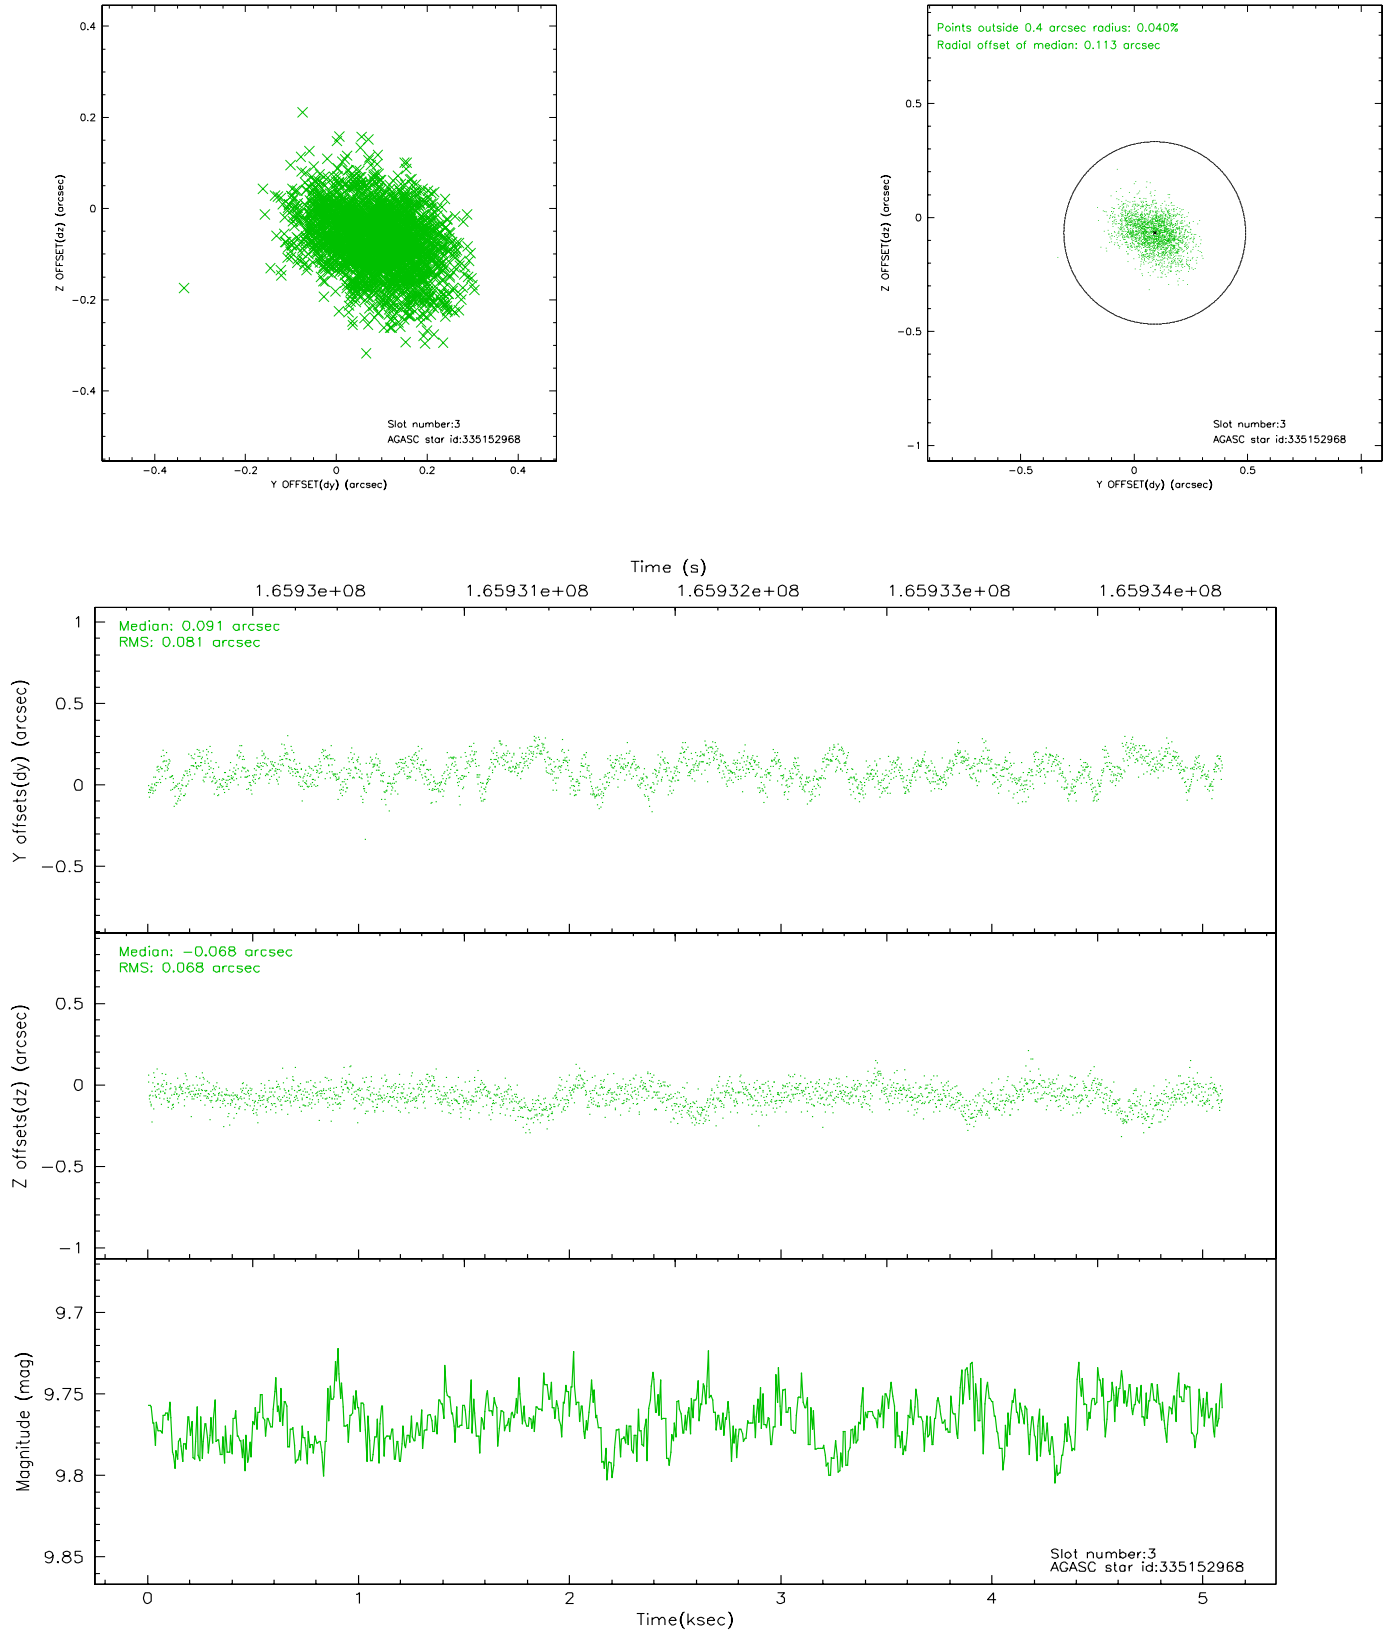 0.4
0.2
0
−0.2
−0.4
Z OFFSET(dz) (arcsec)
Slot number:3
AGASC star id:335152968
−0.4
−0.2
0
0.2
0.4
Y OFFSET(dy) (arcsec)
Points outside 0.4 arcsec radius: 0.040%
Radial offset of median: 0.113 arcsec
0.5
0
−0.5
−1
Z OFFSET(dz) (arcsec)
Slot number:3
AGASC star id:335152968
−0.5
0
0.5
1
Y OFFSET(dy) (arcsec)
Time (s)
1.6593e+08
1.65931e+08
1.65932e+08
1.65933e+08
1.65934e+08
Median: 0.091 arcsec
RMS: 0.081 arcsec
1
0.5
0
−0.5
Y offsets(dy) (arcsec)
Median: −0.068 arcsec
RMS: 0.068 arcsec
0.5
0
−0.5
−1
Z offsets(dz) (arcsec)
9.7
9.75
9.8
9.85
Magnitude (mag)
Slot number:3
AGASC star id:335152968
0
1
2
3
4
5
Time(ksec)